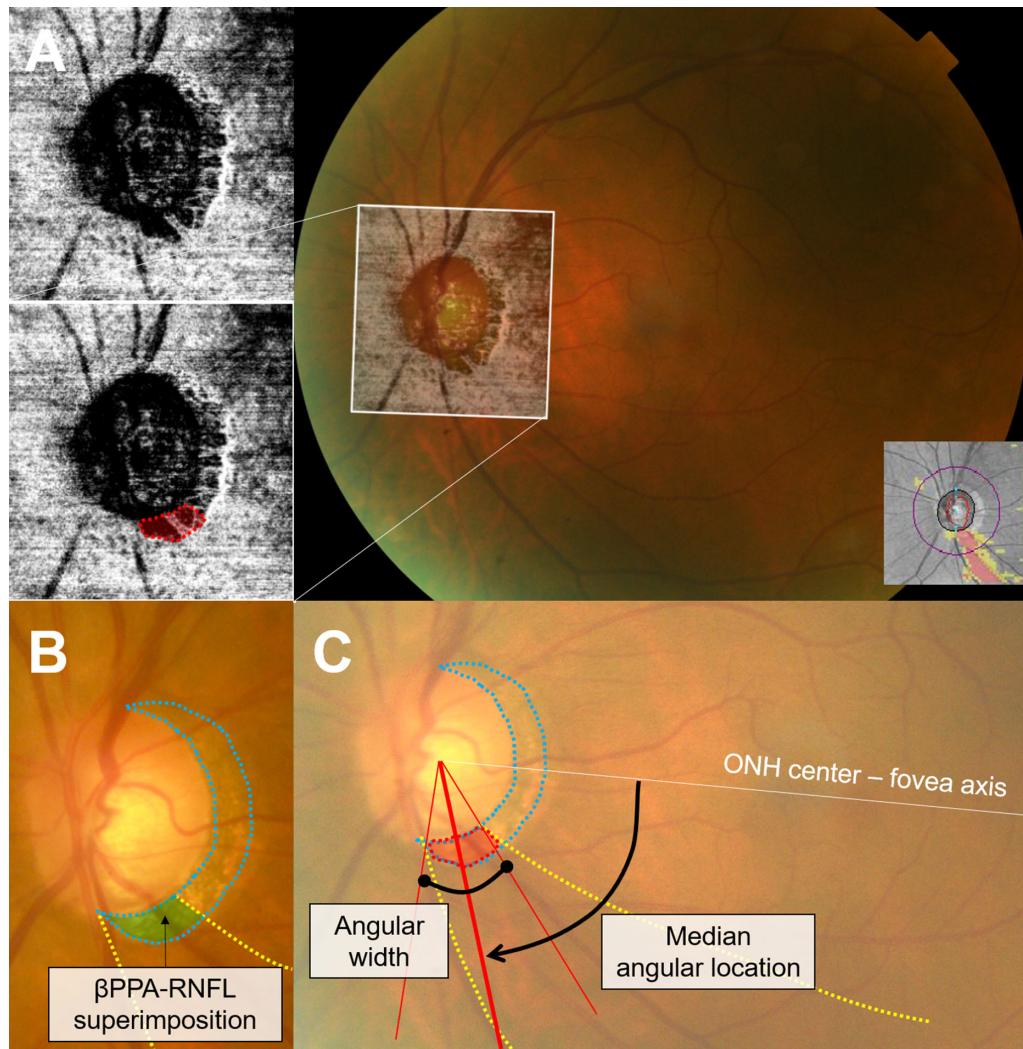 A
B
βPPA-RNFL
superimposition
C
ONH center – fovea axis
Angular
width
Median
angular location